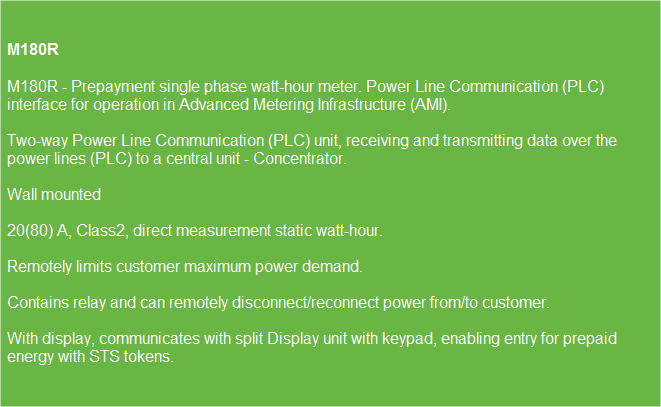 M180R
M180R - Prepayment single phase watt-hour meter. Power Line Communication (PLC)
interface for operation in Advanced Metering Infrastructure (AMI).
Two-way Power Line Communication (PLC) unit, receiving and transmitting data over the
power lines (PLC) to a central unit - Concentrator.
Wall mounted
20(80) A, Class2, direct measurement static watt-hour.
Remotely limits customer maximum power demand.
Contains relay and can remotely disconnect/reconnect power from/to customer.
With display, communicates with split Display unit with keypad, enabling entry for prepaid
energy with STS tokens.